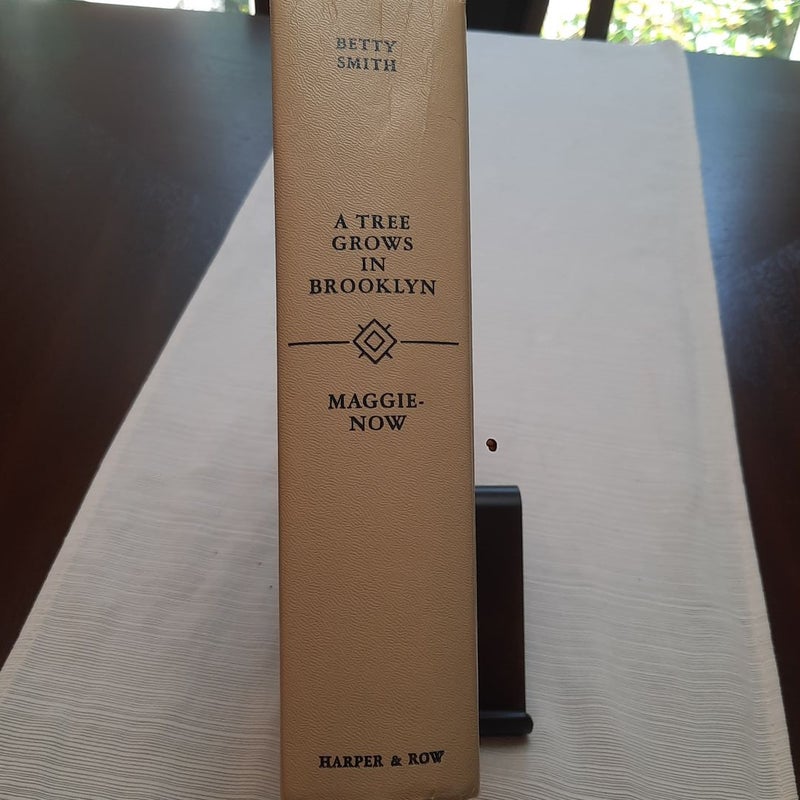 BETTY
SMITH
A TREE
GROWS
IN
BROOKLYN
MAGGIE-
NOW
HARPER & ROW